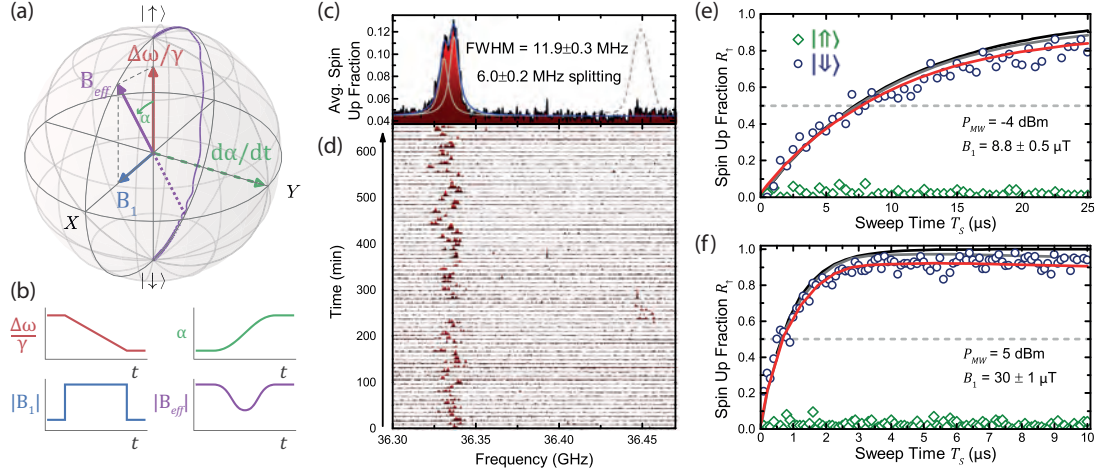 (a)
|↑⟩
Δω/γ
B_eff
α
dα/dt
B_1
X
Y
|↓⟩
(b)
Δω/γ
t
α
t
|B_1|
t
|B_eff|
t
(c)
Avg. Spin
Up Fraction
0.12
0.10
0.08
0.06
0.04
FWHM = 11.9±0.3 MHz
6.0±0.2 MHz splitting
(d)
Time (min)
600
500
400
300
200
100
0
36.30
36.35
36.40
36.45
Frequency (GHz)
(e)
Spin Up Fraction R_i
1.0
0.8
0.6
0.4
0.2
0.0
|⇑⟩
|⇓⟩
P_MW = -4 dBm
B_1 = 8.8 ± 0.5 μT
0
5
10
15
20
25
Sweep Time T_S (μs)
(f)
Spin Up Fraction R_i
1.0
0.8
0.6
0.4
0.2
0.0
P_MW = 5 dBm
B_1 = 30 ± 1 μT
0
1
2
3
4
5
6
7
8
9
10
Sweep Time T_S (μs)